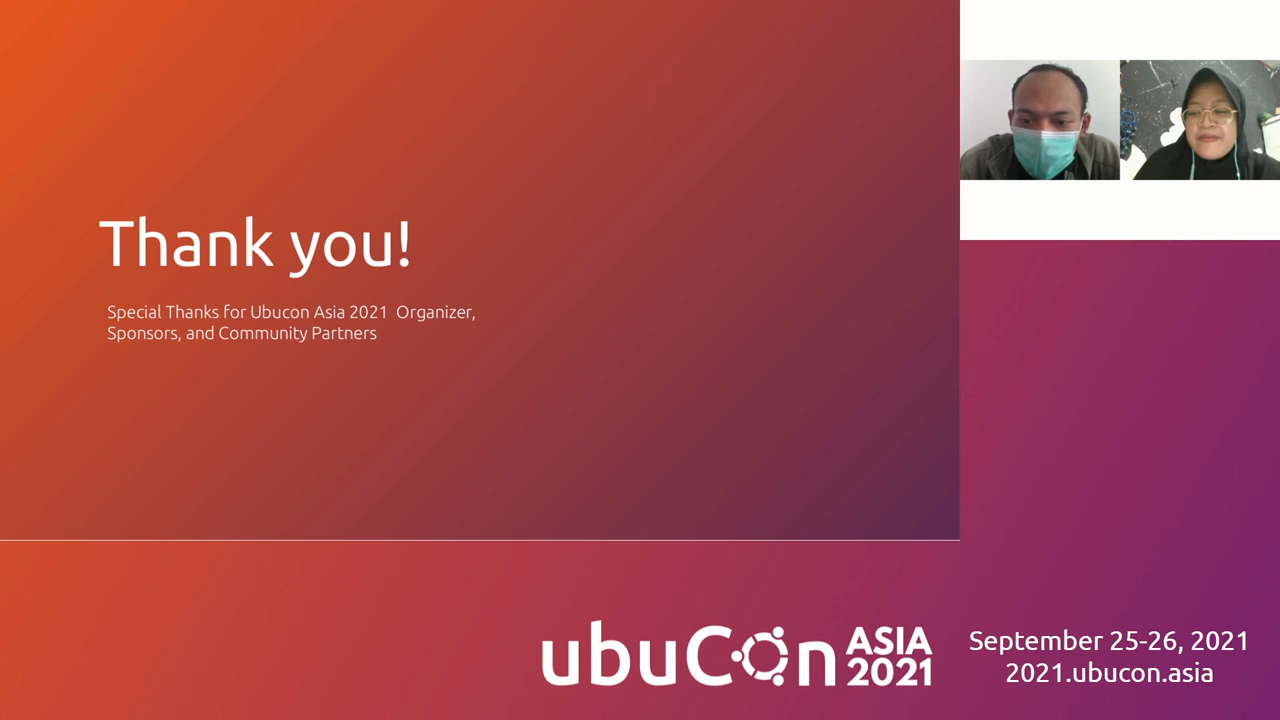 Thank you!
Special Thanks for Ubucon Asia 2021 Organizer,
Sponsors, and Community Partners
ubuCon ASIA 2021
September 25-26, 2021
2021.ubucon.asia